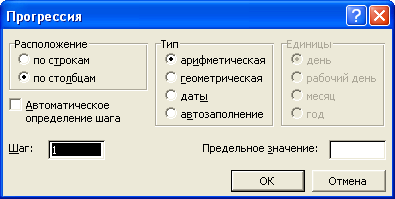 Прогрессия
Расположение
по строкам
по столбцам
Автоматическое
определение шага
Тип
арифметическая
геометрическая
даты
автозаполнение
Единицы
день
рабочий день
месяц
год
Шаг: 1
Предельное значение:
ОК
Отмена